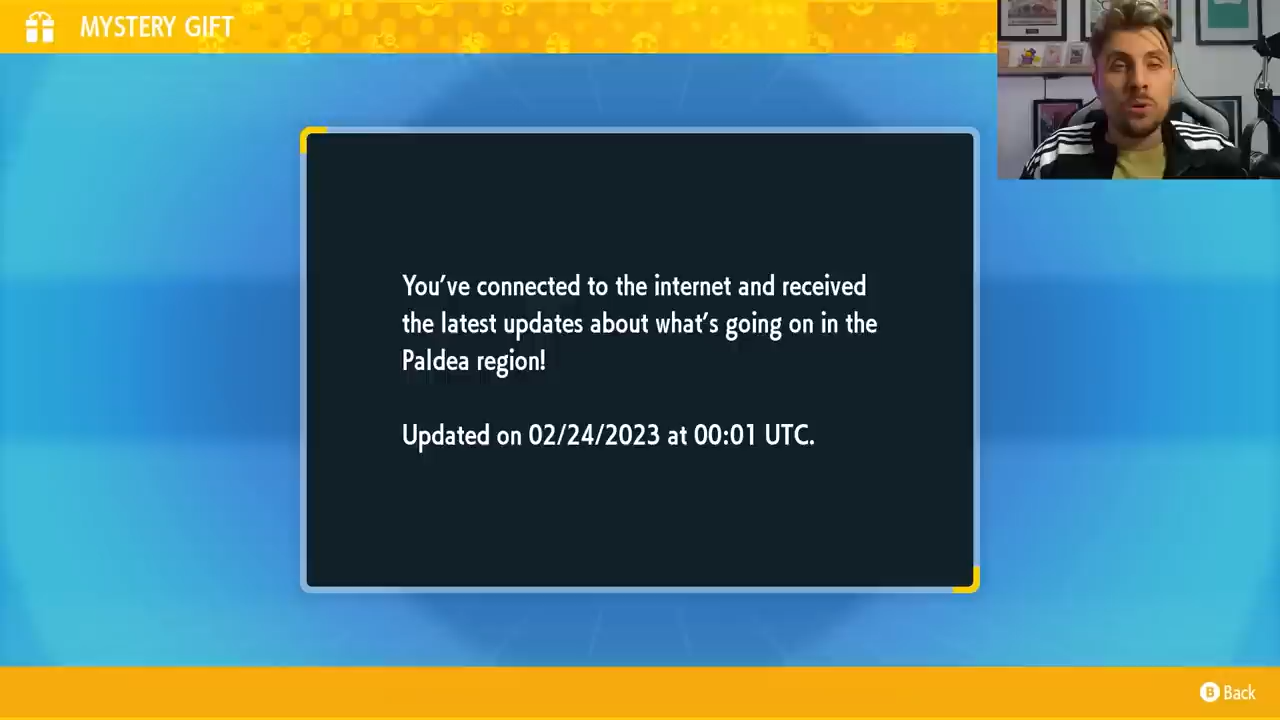 MYSTERY GIFT
You've connected to the internet and received
the latest updates about what's going on in the
Paldea region!
Updated on 02/24/2023 at 00:01 UTC.
B Back